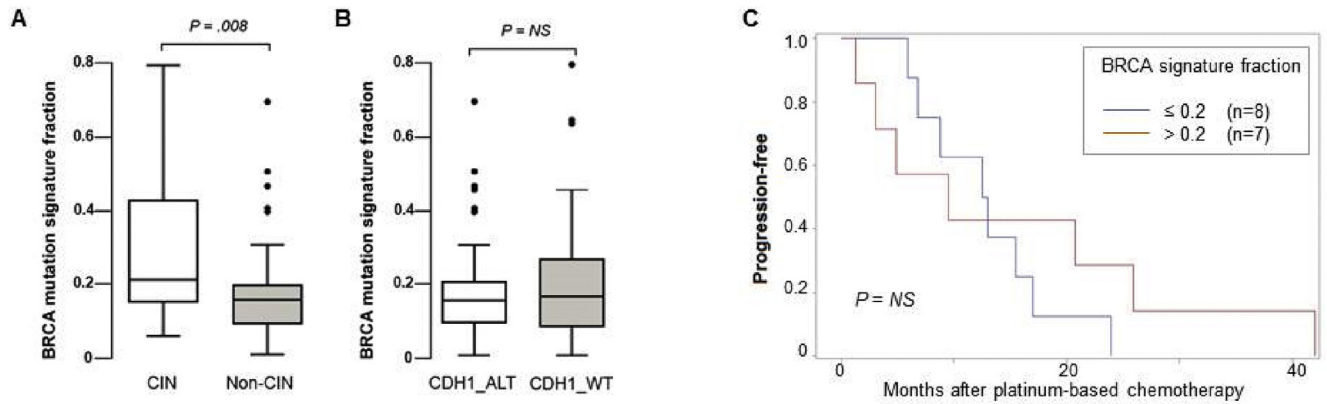 A
P = .008
BRCA mutation signature fraction
0.8
0.6
0.4
0.2
0
CIN Non-CIN
B
P = NS
BRCA mutation signature fraction
0.8
0.6
0.4
0.2
0
CDH1_ALT CDH1_WT
C
Progression-free
1.0
0.8
0.6
0.4
0.2
0
BRCA signature fraction
≤ 0.2 (n=8)
> 0.2 (n=7)
P = NS
0 20 40
Months after platinum-based chemotherapy